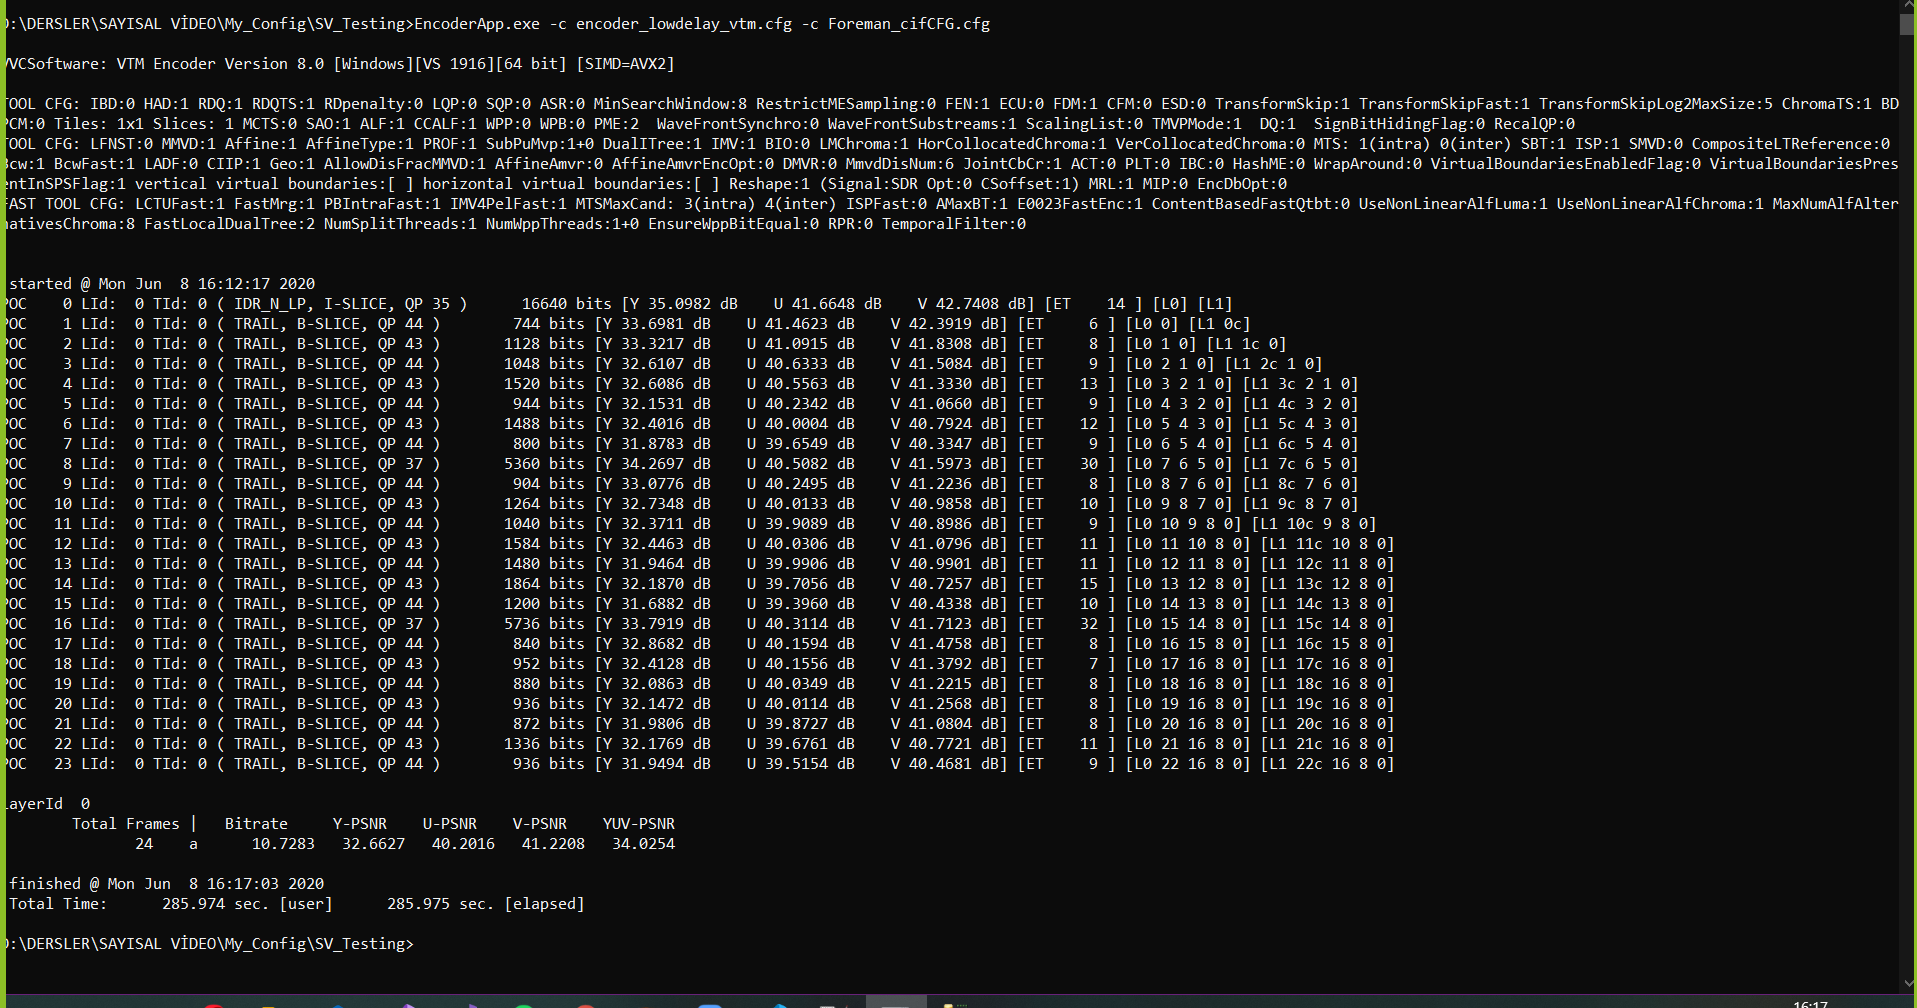 :\DERSLER\SAYISAL VİDEO\My_Config\SV_Testing>EncoderApp.exe -c encoder_lowdelay_vtm.cfg -c Foreman_cifCFG.cfg
VVCSoftware: VTM Encoder Version 8.0 [Windows][VS 1916][64 bit] [SIMD=AVX2]
TOOL CFG: IBD:0 HAD:1 RDQ:1 RDQTS:1 RDpenalty:0 LQP:0 SQP:0 ASR:0 MinSearchWindow:8 RestrictMESampling:0 FEN:1 ECU:0 FDM:1 CFM:0 ESD:0 TransformSkip:1 TransformSkipFast:1 TransformSkipLog2MaxSize:5 ChromaTS:1 BD
PCM:0 Tiles: 1x1 Slices: 1 MCTS:0 SAO:1 ALF:1 CCALF:1 WPP:0 WPB:0 PME:2  WaveFrontSynchro:0 WaveFrontSubstreams:1 ScalingList:0 TMVPMode:1  DQ:1  SignBitHidingFlag:0 RecalQP:0
TOOL CFG: LFNST:0 MMVD:1 Affine:1 AffineType:1 PROF:1 SubPuMvp:1+0 DualITree:1 IMV:1 BIO:0 LMChroma:1 HorCollocatedChroma:1 VerCollocatedChroma:0 MTS: 1(intra) 0(inter) SBT:1 ISP:1 SMVD:0 CompositeLTReference:0
Bcw:1 BcwFast:1 LADF:0 CIIP:1 Geo:1 AllowDisFracMMVD:1 AffineAmvr:0 AffineAmvrEncOpt:0 DMVR:0 MmvdDisNum:6 JointCbCr:1 ACT:0 PLT:0 IBC:0 HashME:0 WrapAround:0 VirtualBoundariesEnabledFlag:0 VirtualBoundariesPres
entInSPSFlag:1 vertical virtual boundaries:[ ] horizontal virtual boundaries:[ ] Reshape:1 (Signal:SDR Opt:0 CSoffset:1) MRL:1 MIP:0 EncDbOpt:0
FAST TOOL CFG: LCTUFast:1 FastMrg:1 PBIntraFast:1 IMV4PelFast:1 MTSMaxCand: 3(intra) 4(inter) ISPFast:0 AMaxBT:1 E0023FastEnc:1 ContentBasedFastQtbt:0 UseNonLinearAlfLuma:1 UseNonLinearAlfChroma:1 MaxNumAlfAlter
nativesChroma:8 FastLocalDualTree:2 NumSplitThreads:1 NumWppThreads:1+0 EnsureWppBitEqual:0 RPR:0 TemporalFilter:0
started @ Mon Jun  8 16:12:17 2020
POC    0 LId:  0 TId: 0 ( IDR_N_LP, I-SLICE, QP 35 )      16640 bits [Y 35.0982 dB    U 41.6648 dB    V 42.7408 dB] [ET    14 ] [L0] [L1]
POC    1 LId:  0 TId: 0 ( TRAIL, B-SLICE, QP 44 )        744 bits [Y 33.6981 dB    U 41.4623 dB    V 42.3919 dB] [ET     6 ] [L0 0] [L1 0c]
POC    2 LId:  0 TId: 0 ( TRAIL, B-SLICE, QP 43 )       1128 bits [Y 33.3217 dB    U 41.0915 dB    V 41.8308 dB] [ET     8 ] [L0 1 0] [L1 1c 0]
POC    3 LId:  0 TId: 0 ( TRAIL, B-SLICE, QP 44 )       1048 bits [Y 32.6107 dB    U 40.6333 dB    V 41.5084 dB] [ET     9 ] [L0 2 1 0] [L1 2c 1 0]
POC    4 LId:  0 TId: 0 ( TRAIL, B-SLICE, QP 43 )       1520 bits [Y 32.6086 dB    U 40.5563 dB    V 41.3330 dB] [ET    13 ] [L0 3 2 1 0] [L1 3c 2 1 0]
POC    5 LId:  0 TId: 0 ( TRAIL, B-SLICE, QP 44 )        944 bits [Y 32.1531 dB    U 40.2342 dB    V 41.0660 dB] [ET     9 ] [L0 4 3 2 0] [L1 4c 3 2 0]
POC    6 LId:  0 TId: 0 ( TRAIL, B-SLICE, QP 43 )       1488 bits [Y 32.4016 dB    U 40.0004 dB    V 40.7924 dB] [ET    12 ] [L0 5 4 3 0] [L1 5c 4 3 0]
POC    7 LId:  0 TId: 0 ( TRAIL, B-SLICE, QP 44 )        800 bits [Y 31.8783 dB    U 39.6549 dB    V 40.3347 dB] [ET     9 ] [L0 6 5 4 0] [L1 6c 5 4 0]
POC    8 LId:  0 TId: 0 ( TRAIL, B-SLICE, QP 37 )       5360 bits [Y 34.2697 dB    U 40.5082 dB    V 41.5973 dB] [ET    30 ] [L0 7 6 5 0] [L1 7c 6 5 0]
POC    9 LId:  0 TId: 0 ( TRAIL, B-SLICE, QP 44 )        904 bits [Y 33.0776 dB    U 40.2495 dB    V 41.2236 dB] [ET     8 ] [L0 8 7 6 0] [L1 8c 7 6 0]
POC   10 LId:  0 TId: 0 ( TRAIL, B-SLICE, QP 43 )       1264 bits [Y 32.7348 dB    U 40.0133 dB    V 40.9858 dB] [ET    10 ] [L0 9 8 7 0] [L1 9c 8 7 0]
POC   11 LId:  0 TId: 0 ( TRAIL, B-SLICE, QP 44 )       1040 bits [Y 32.3711 dB    U 39.9089 dB    V 40.8986 dB] [ET     9 ] [L0 10 9 8 0] [L1 10c 9 8 0]
POC   12 LId:  0 TId: 0 ( TRAIL, B-SLICE, QP 43 )       1584 bits [Y 32.4463 dB    U 40.0306 dB    V 41.0796 dB] [ET    11 ] [L0 11 10 8 0] [L1 11c 10 8 0]
POC   13 LId:  0 TId: 0 ( TRAIL, B-SLICE, QP 44 )       1480 bits [Y 31.9464 dB    U 39.9906 dB    V 40.9901 dB] [ET    11 ] [L0 12 11 8 0] [L1 12c 11 8 0]
POC   14 LId:  0 TId: 0 ( TRAIL, B-SLICE, QP 43 )       1864 bits [Y 32.1870 dB    U 39.7056 dB    V 40.7257 dB] [ET    15 ] [L0 13 12 8 0] [L1 13c 12 8 0]
POC   15 LId:  0 TId: 0 ( TRAIL, B-SLICE, QP 44 )       1200 bits [Y 31.6882 dB    U 39.3960 dB    V 40.4338 dB] [ET    10 ] [L0 14 13 8 0] [L1 14c 13 8 0]
POC   16 LId:  0 TId: 0 ( TRAIL, B-SLICE, QP 37 )       5736 bits [Y 33.7919 dB    U 40.3114 dB    V 41.7123 dB] [ET    32 ] [L0 15 14 8 0] [L1 15c 14 8 0]
POC   17 LId:  0 TId: 0 ( TRAIL, B-SLICE, QP 44 )        840 bits [Y 32.8682 dB    U 40.1594 dB    V 41.4758 dB] [ET     8 ] [L0 16 15 8 0] [L1 16c 15 8 0]
POC   18 LId:  0 TId: 0 ( TRAIL, B-SLICE, QP 43 )        952 bits [Y 32.4128 dB    U 40.1556 dB    V 41.3792 dB] [ET     7 ] [L0 17 16 8 0] [L1 17c 16 8 0]
POC   19 LId:  0 TId: 0 ( TRAIL, B-SLICE, QP 44 )        880 bits [Y 32.0863 dB    U 40.0349 dB    V 41.2215 dB] [ET     8 ] [L0 18 16 8 0] [L1 18c 16 8 0]
POC   20 LId:  0 TId: 0 ( TRAIL, B-SLICE, QP 43 )        936 bits [Y 32.1472 dB    U 40.0114 dB    V 41.2568 dB] [ET     8 ] [L0 19 16 8 0] [L1 19c 16 8 0]
POC   21 LId:  0 TId: 0 ( TRAIL, B-SLICE, QP 44 )        872 bits [Y 31.9806 dB    U 39.8727 dB    V 41.0804 dB] [ET     8 ] [L0 20 16 8 0] [L1 20c 16 8 0]
POC   22 LId:  0 TId: 0 ( TRAIL, B-SLICE, QP 43 )       1336 bits [Y 32.1769 dB    U 39.6761 dB    V 40.7721 dB] [ET    11 ] [L0 21 16 8 0] [L1 21c 16 8 0]
POC   23 LId:  0 TId: 0 ( TRAIL, B-SLICE, QP 44 )        936 bits [Y 31.9494 dB    U 39.5154 dB    V 40.4681 dB] [ET     9 ] [L0 22 16 8 0] [L1 22c 16 8 0]
LayerId  0
Total Frames |   Bitrate     Y-PSNR    U-PSNR    V-PSNR    YUV-PSNR
24    a      10.7283   32.6627   40.2016   41.2208   34.0254
finished @ Mon Jun  8 16:17:03 2020
Total Time:      285.974 sec. [user]      285.975 sec. [elapsed]
:\DERSLER\SAYISAL VİDEO\My_Config\SV_Testing>
16:17